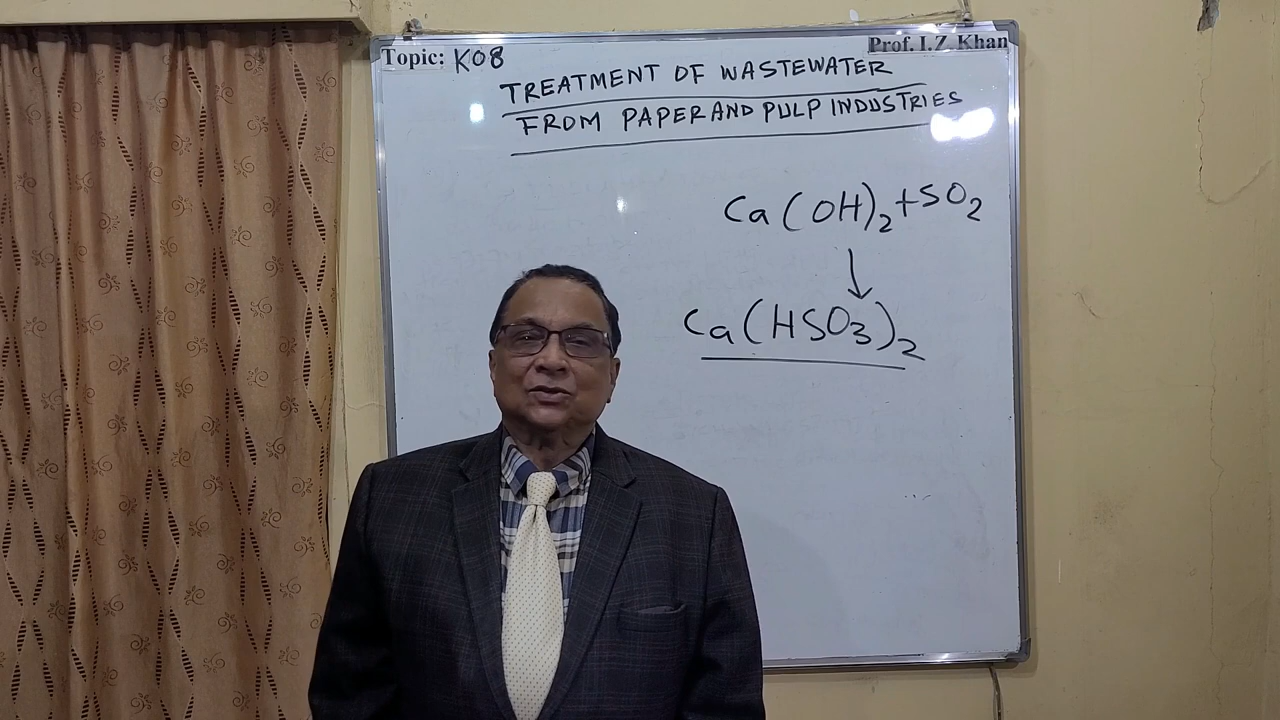 Topic: K08
Prof. I.Z. Khan
TREATMENT OF WASTEWATER
FROM PAPER AND PULP INDUSTRIES
Ca(OH)₂+SO₂
↓
Ca(HSO₃)₂